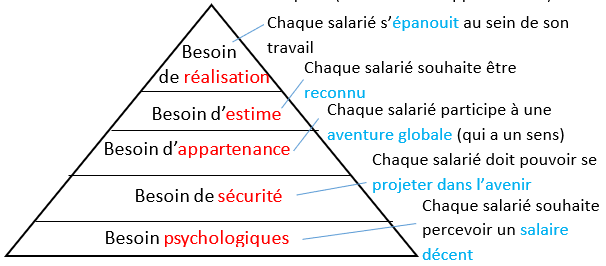 Chaque salarié s'épanouit au sein de son
travail
Besoin
de réalisation
Chaque salarié souhaite être
reconnu
Besoin d'estime
Chaque salarié participe à une
aventure globale (qui a un sens)
Besoin d'appartenance
Chaque salarié doit pouvoir se
projeter dans l'avenir
Besoin de sécurité
Chaque salarié souhaite
percevoir un salaire
décent
Besoin psychologiques